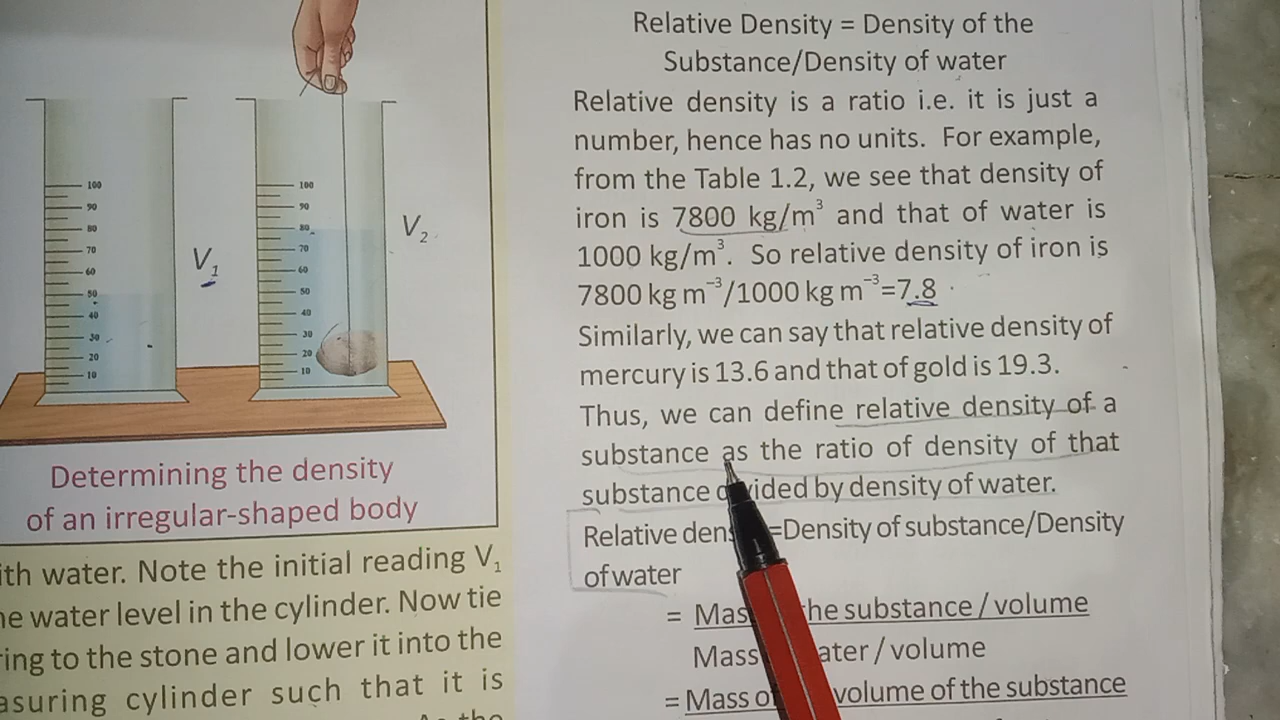 100
90
80
70
60
50
40
30
20
10
V₁
100
90
80
70
60
50
40
30
20
10
V₂
Determining the density
of an irregular-shaped body
ith water. Note the initial reading V₁
he water level in the cylinder. Now tie
ring to the stone and lower it into the
asuring cylinder such that it is
the
Relative Density = Density of the
Substance/Density of water
Relative density is a ratio i.e. it is just a
number, hence has no units. For example,
from the Table 1.2, we see that density of
iron is 7800 kg/m³ and that of water is
1000 kg/m³. So relative density of iron is
7800 kg m⁻³/1000 kg m⁻³=7.8
Similarly, we can say that relative density of
mercury is 13.6 and that of gold is 19.3.
Thus, we can define relative density of a
substance as the ratio of density of that
substance divided by density of water.
Relative dens =Density of substance/Density
of water
= Mas the substance / volume
Mass ater / volume
= Mass of volume of the substance